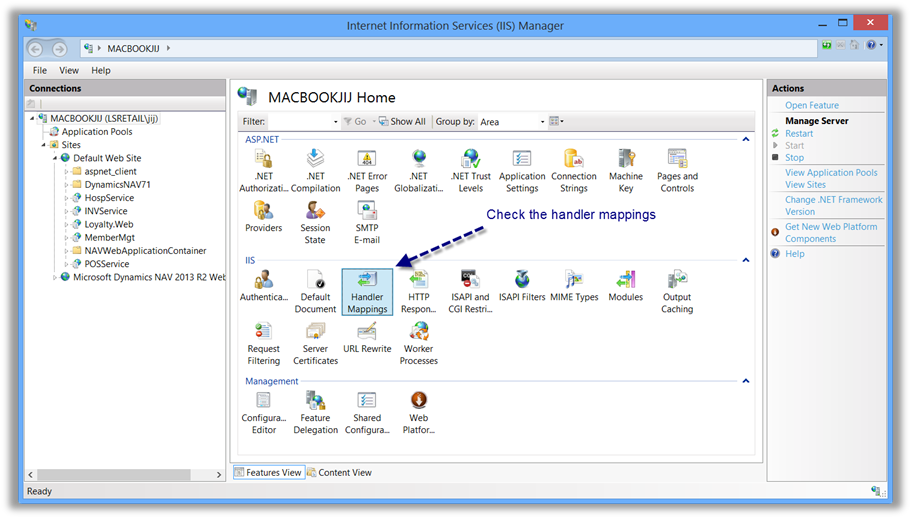 Internet Information Services (IIS) Manager
MACBOOKJIJ
File View Help
Connections
MACBOOKJIJ (LSRETAIL\jij)
Application Pools
Sites
Default Web Site
aspnet_client
DynamicsNAV71
HospService
INVService
Loyalty.Web
MemberMgt
NAVWebApplicationContainer
POSService
Microsoft Dynamics NAV 2013 R2 Web
MACBOOKJIJ Home
Filter: Go Show All Group by: Area
ASP.NET
.NET Authorizati...
.NET Compilation
.NET Error Pages
.NET Globalizati...
.NET Trust Levels
Application Settings
Connection Strings
Machine Key
Pages and Controls
Providers
Session State
SMTP E-mail
Check the handler mappings
IIS
Authentica...
Default Document
Handler Mappings
HTTP Respon...
ISAPI and CGI Restri...
ISAPI Filters
MIME Types
Modules
Output Caching
Request Filtering
Server Certificates
URL Rewrite
Worker Processes
Management
Configura... Editor
Feature Delegation
Shared Configura...
Web Platfor...
Features View Content View
Actions
Open Feature
Manage Server
Restart
Start
Stop
View Application Pools
View Sites
Change .NET Framework Version
Get New Web Platform Components
Help
Ready